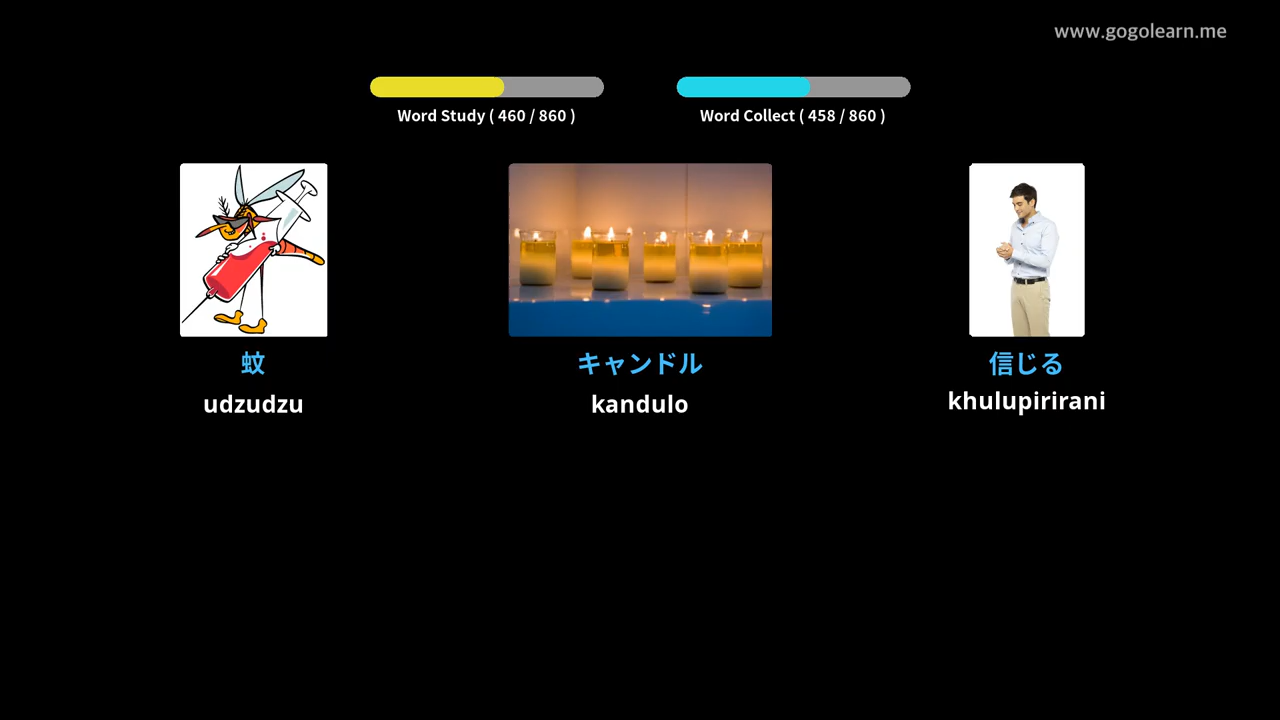 www.gogolearn.me
Word Study ( 460 / 860 )
Word Collect ( 458 / 860 )
蚊
キャンドル
信じる
udzudzu
kandulo
khulupirirani